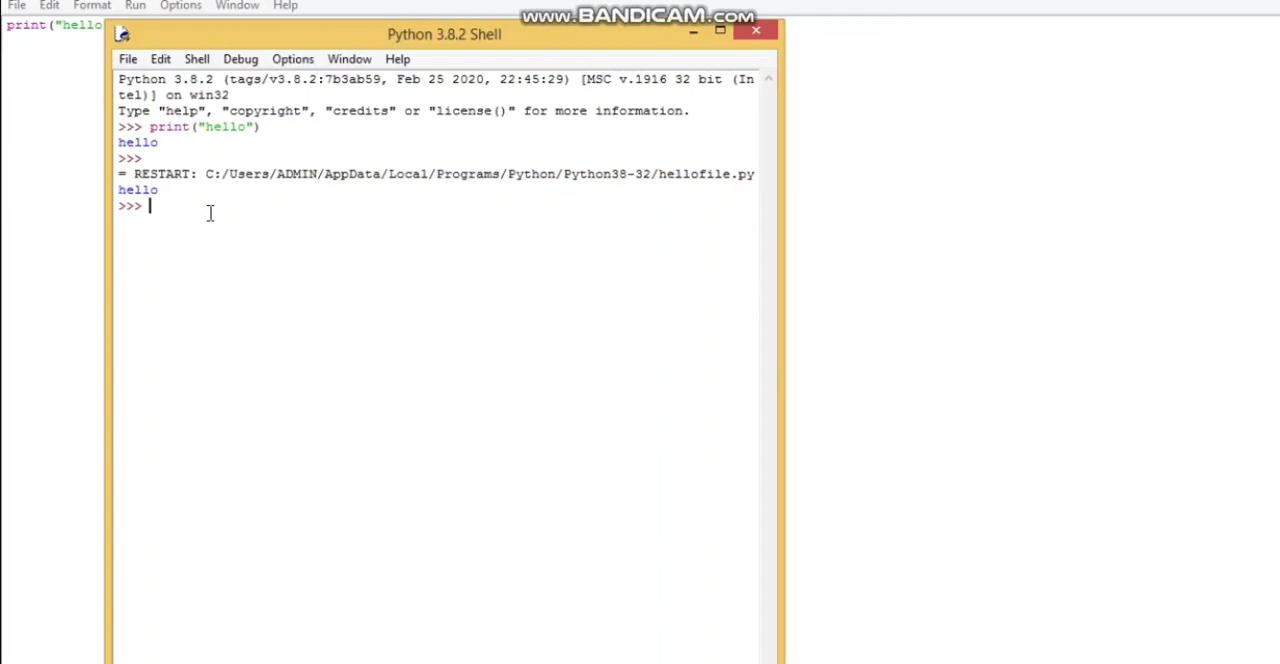 File Edit Format Run Options Window Help
www.BANDICAM.com
print("hello
Python 3.8.2 Shell
File Edit Shell Debug Options Window Help
Python 3.8.2 (tags/v3.8.2:7b3ab59, Feb 25 2020, 22:45:29) [MSC v.1916 32 bit (In
tel)] on win32
Type "help", "copyright", "credits" or "license()" for more information.
>>> print("hello")
hello
>>>
= RESTART: C:/Users/ADMIN/AppData/Local/Programs/Python/Python38-32/hellofile.py
hello
>>>